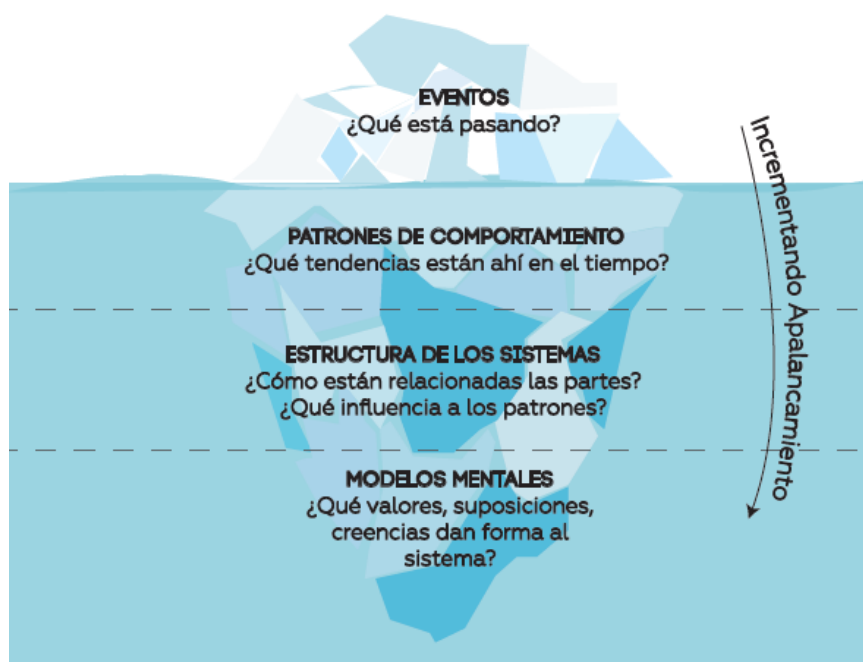 EVENTOS
¿Qué está pasando?
PATRONES DE COMPORTAMIENTO
¿Qué tendencias están ahí en el tiempo?
ESTRUCTURA DE LOS SISTEMAS
¿Cómo están relacionadas las partes?
¿Qué influencia a los patrones?
MODELOS MENTALES
¿Qué valores, suposiciones,
creencias dan forma al
sistema?
Incrementando Apalancamiento